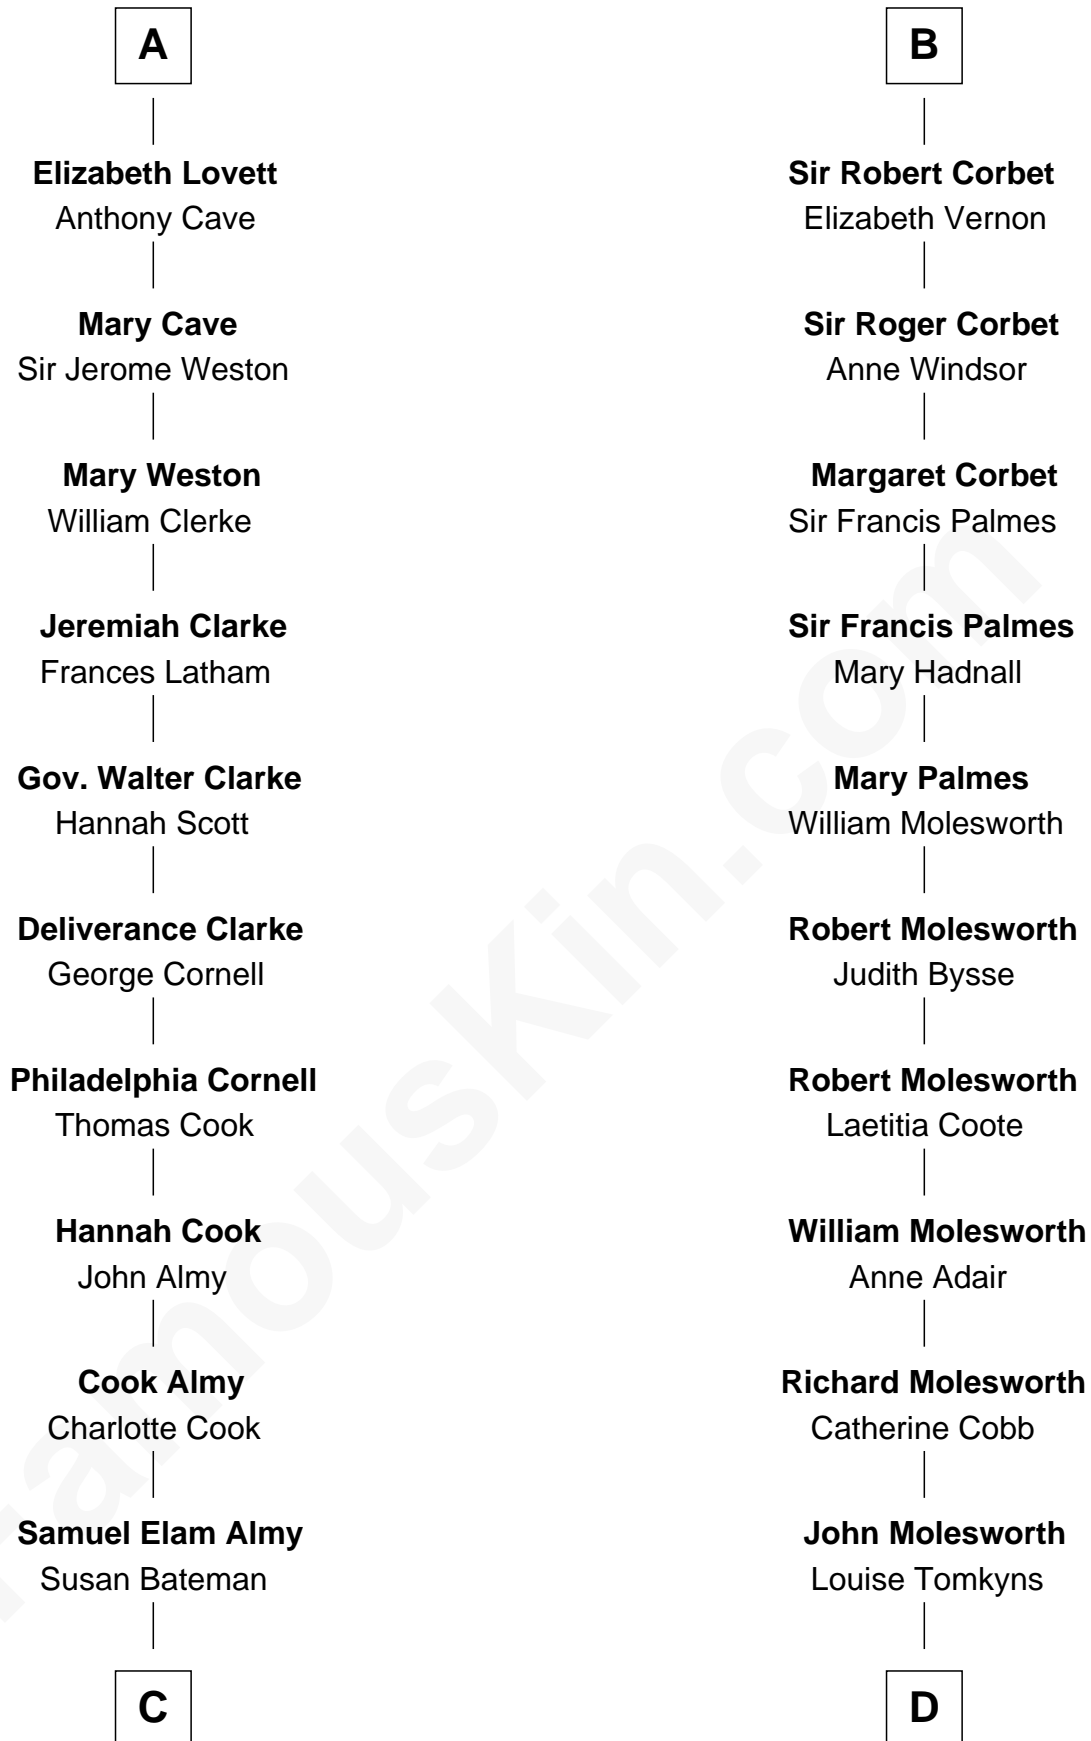 A
Elizabeth Lovett
Anthony Cave
Mary Cave
Sir Jerome Weston
Mary Weston
William Clerke
Jeremiah Clarke
Frances Latham
Gov. Walter Clarke
Hannah Scott
Deliverance Clarke
George Cornell
Philadelphia Cornell
Thomas Cook
Hannah Cook
John Almy
Cook Almy
Charlotte Cook
Samuel Elam Almy
Susan Bateman
C
B
Sir Robert Corbet
Elizabeth Vernon
Sir Roger Corbet
Anne Windsor
Margaret Corbet
Sir Francis Palmes
Sir Francis Palmes
Mary Hadnall
Mary Palmes
William Molesworth
Robert Molesworth
Judith Bysse
Robert Molesworth
Laetitia Coote
William Molesworth
Anne Adair
Richard Molesworth
Catherine Cobb
John Molesworth
Louise Tomkyns
D
FamousKin.com